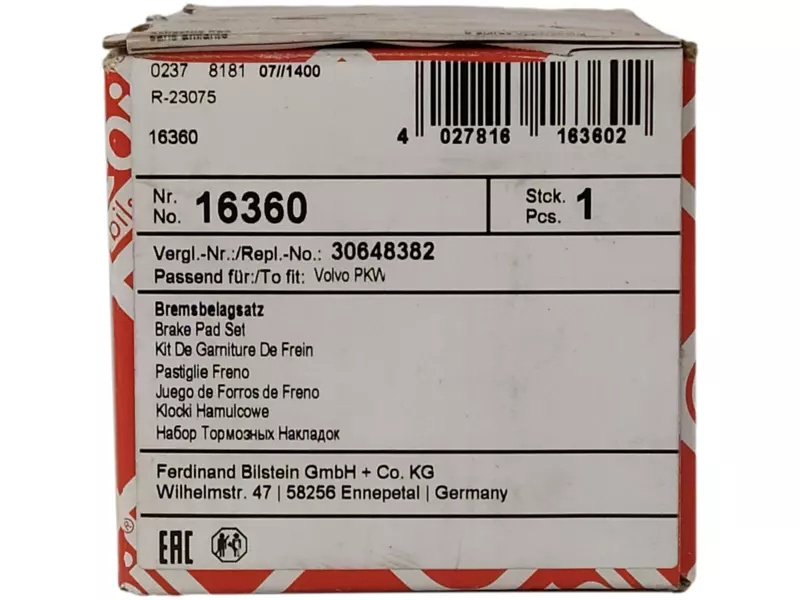 0237 8181 07//1400
R-23075
16360
4 027816 163602
Nr.
No. 16360
Stck.
Pcs. 1
Vergl.-Nr.:/Repl.-No.: 30648382
Passend für:/To fit: Volvo PKW
Bremsbelagsatz
Brake Pad Set
Kit De Garniture De Frein
Pastiglie Freno
Juego de Forros de Freno
Klocki Hamulcowe
Набор Тормозных Накладок
Ferdinand Bilstein GmbH + Co. KG
Wilhelmstr. 47 | 58256 Ennepetal | Germany
EAC
bils
®